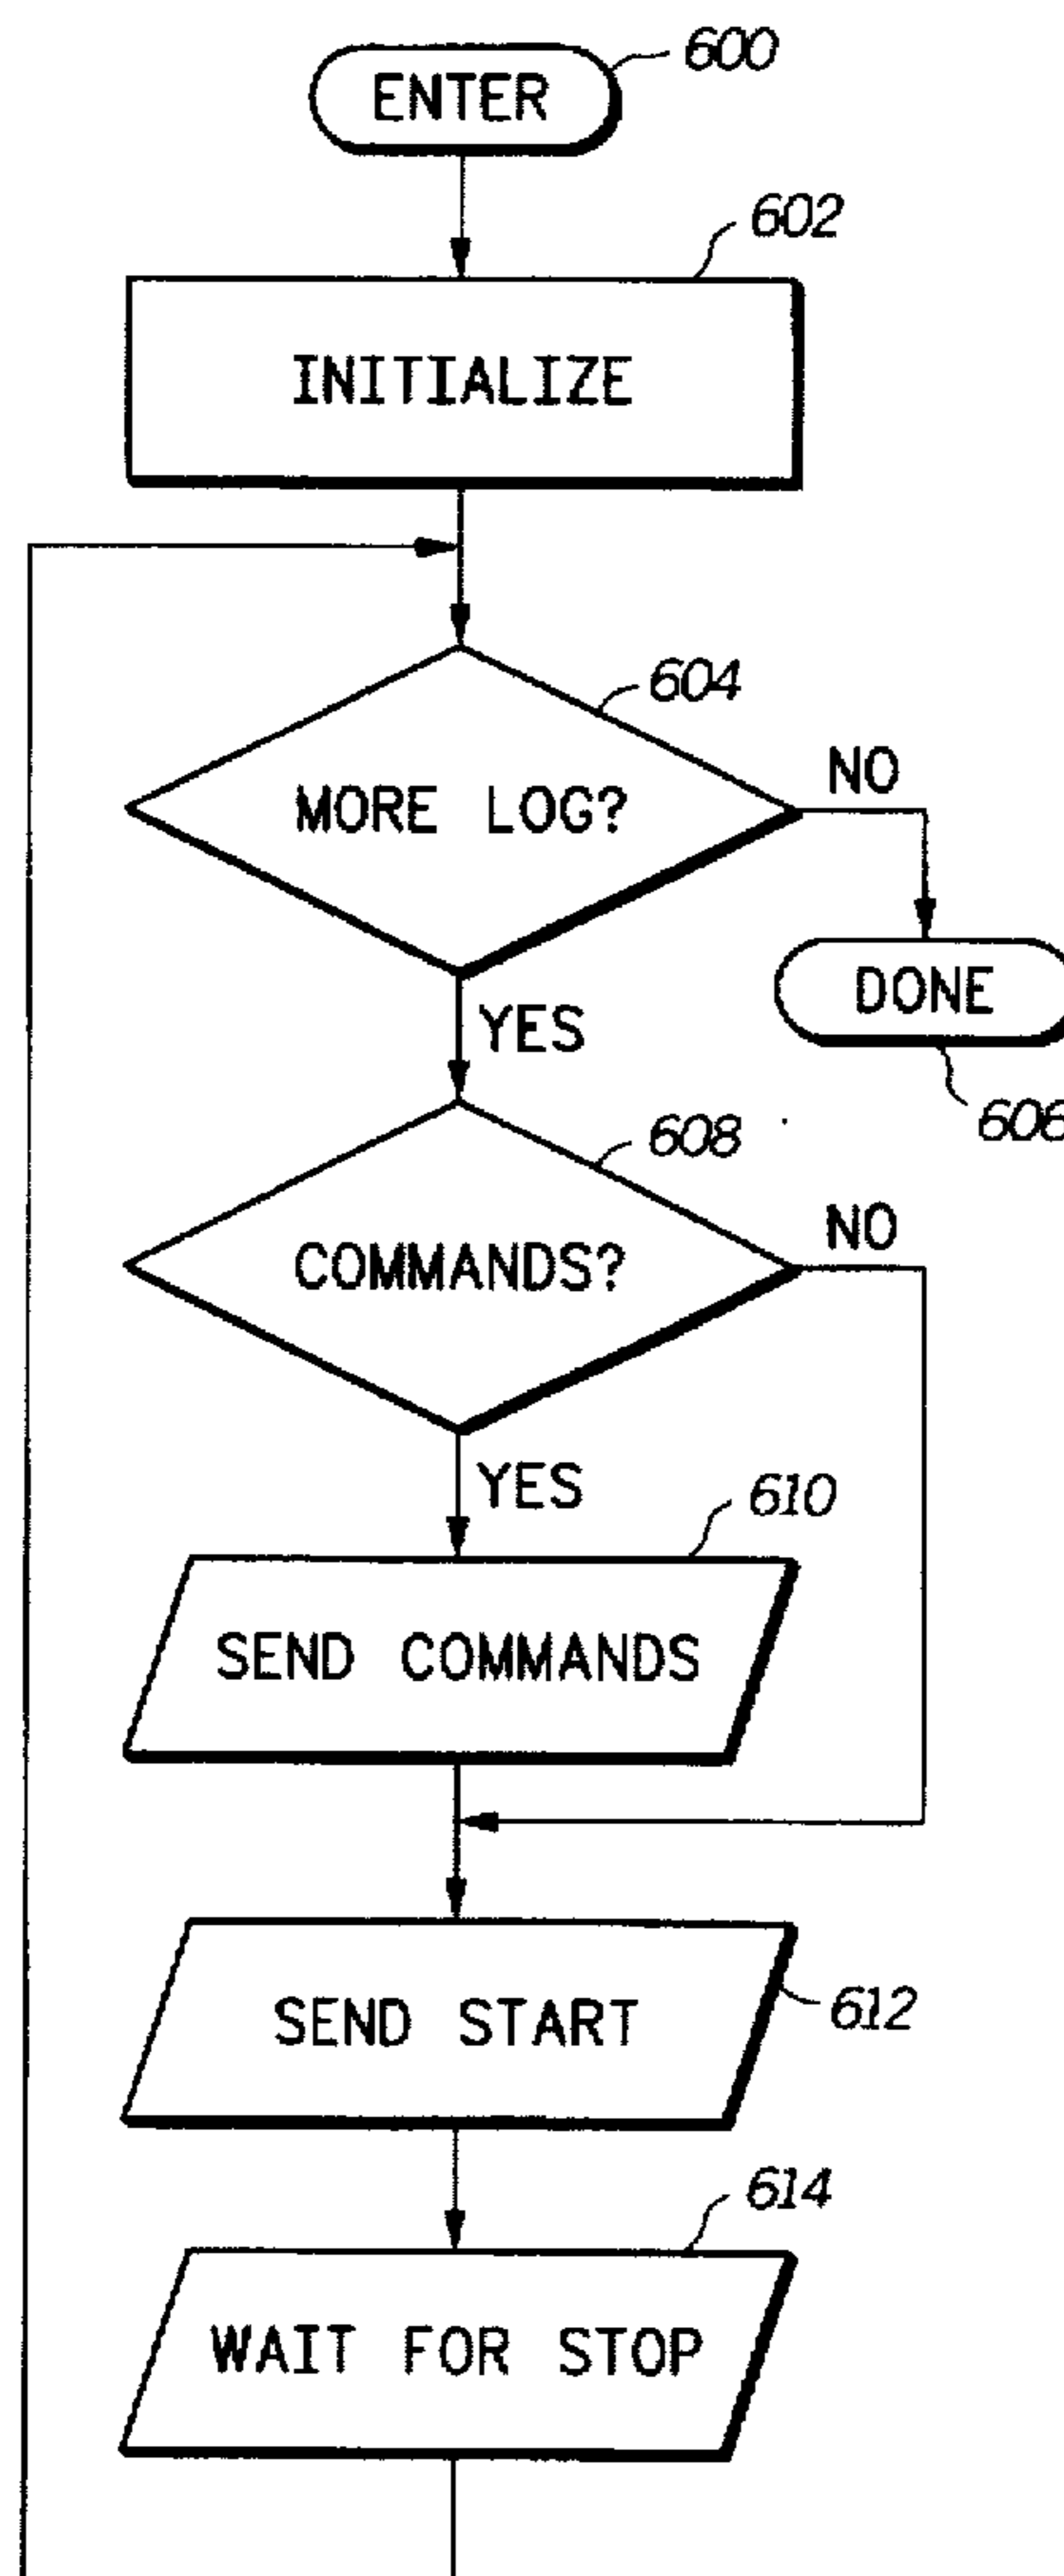 600
ENTER
602
INITIALIZE
604
MORE LOG?
NO
DONE
YES
606
608
COMMANDS?
NO
YES
610
SEND COMMANDS
SEND START
612
614
WAIT FOR STOP